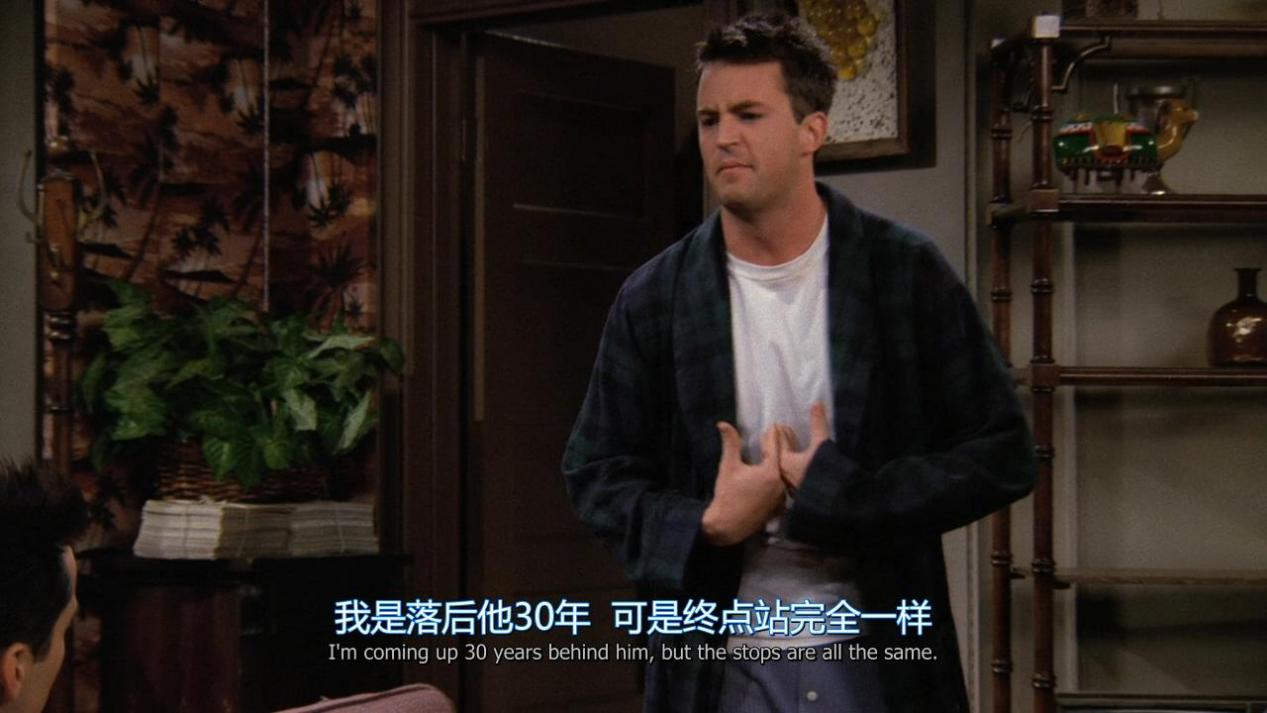 我是落后他30年 可是终点站完全一样
I'm coming up 30 years behind him, but the stops are all the same.